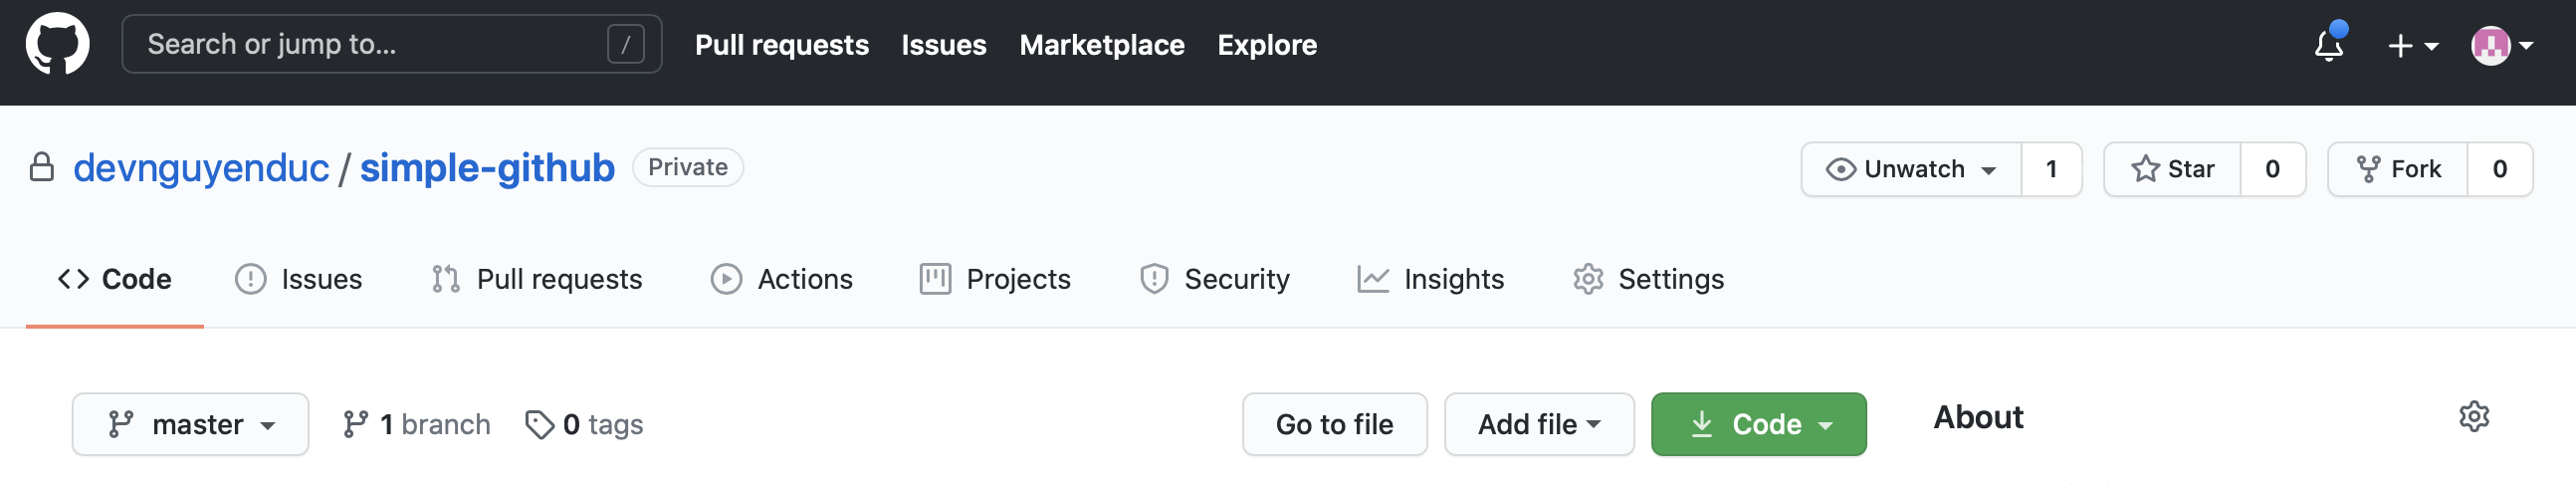 Search or jump to... / Pull requests Issues Marketplace Explore
devnguyenduc / simple-github Private Unwatch 1 Star 0 Fork 0
Code Issues Pull requests Actions Projects Security Insights Settings
master 1 branch 0 tags Go to file Add file Code About